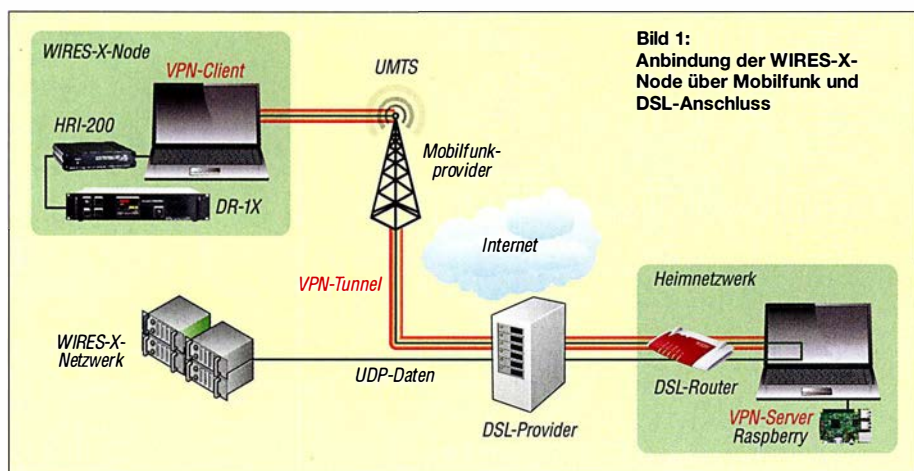 WIRES-X-Node
VPN-Client
HRI-200
DR-1X
UMTS
Mobilfunk-
provider
Bild 1:
Anbindung der WIRES-X-
Node über Mobilfunk und
DSL-Anschluss
Internet
VPN-Tunnel
WIRES-X-
Netzwerk
UDP-Daten
DSL-Provider
Heimnetzwerk
DSL-Router
VPN-Server
Raspberry